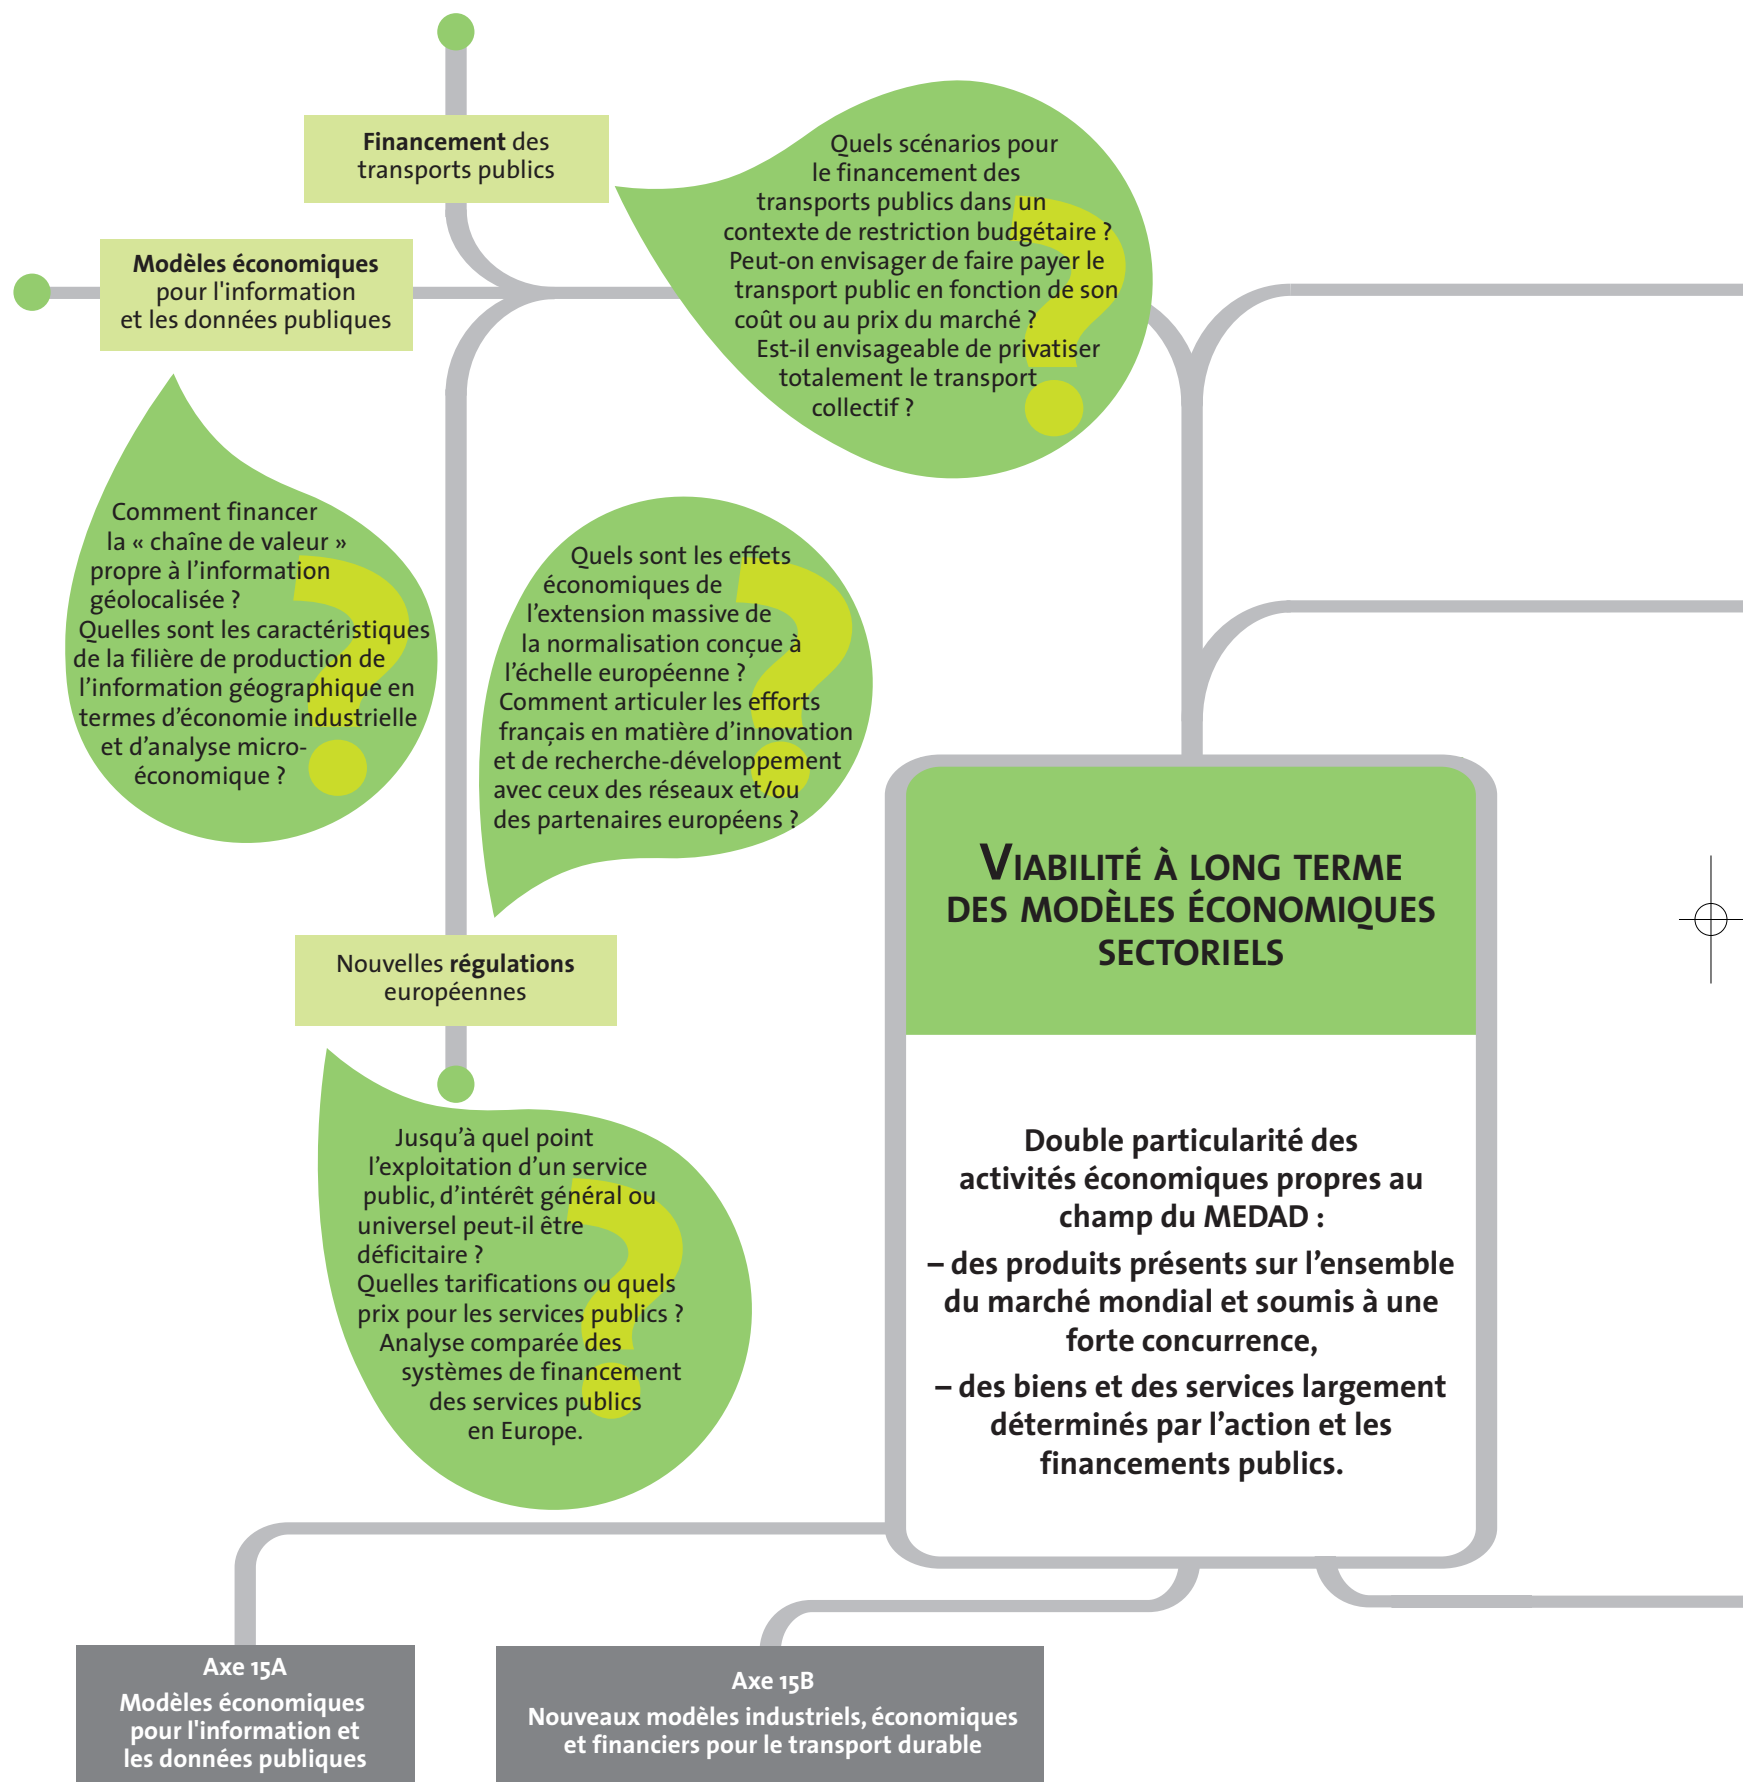 Financement des
transports publics
Quels scénarios pour
le financement des
transports publics dans un
contexte de restriction budgétaire ?
Peut-on envisager de faire payer le
transport public en fonction de son
coût ou au prix du marché ?
Est-il envisageable de privatiser
totalement le transport
collectif ?
Modèles économiques
pour l'information
et les données publiques
Comment financer
la « chaîne de valeur »
propre à l’information
géolocalisée ?
Quelles sont les caractéristiques
de la filière de production de
l’information géographique en
termes d’économie industrielle
et d’analyse micro-
économique ?
Quels sont les effets
économiques de
l’extension massive de
la normalisation conçue à
l’échelle européenne ?
Comment articuler les efforts
français en matière d’innovation
et de recherche-développement
avec ceux des réseaux et/ou
des partenaires européens ?
Nouvelles régulations
européennes
Jusqu’à quel point
l’exploitation d’un service
public, d’intérêt général ou
universel peut-il être
déficitaire ?
Quelles tarifications ou quels
prix pour les services publics ?
Analyse comparée des
systèmes de financement
des services publics
en Europe.
VIABILITÉ À LONG TERME
DES MODÈLES ÉCONOMIQUES
SECTORIELS
Double particularité des
activités économiques propres au
champ du MEDAD :
– des produits présents sur l’ensemble
du marché mondial et soumis à une
forte concurrence,
– des biens et des services largement
déterminés par l’action et les
financements publics.
Axe 15A
Modèles économiques
pour l'information et
les données publiques
Axe 15B
Nouveaux modèles industriels, économiques
et financiers pour le transport durable